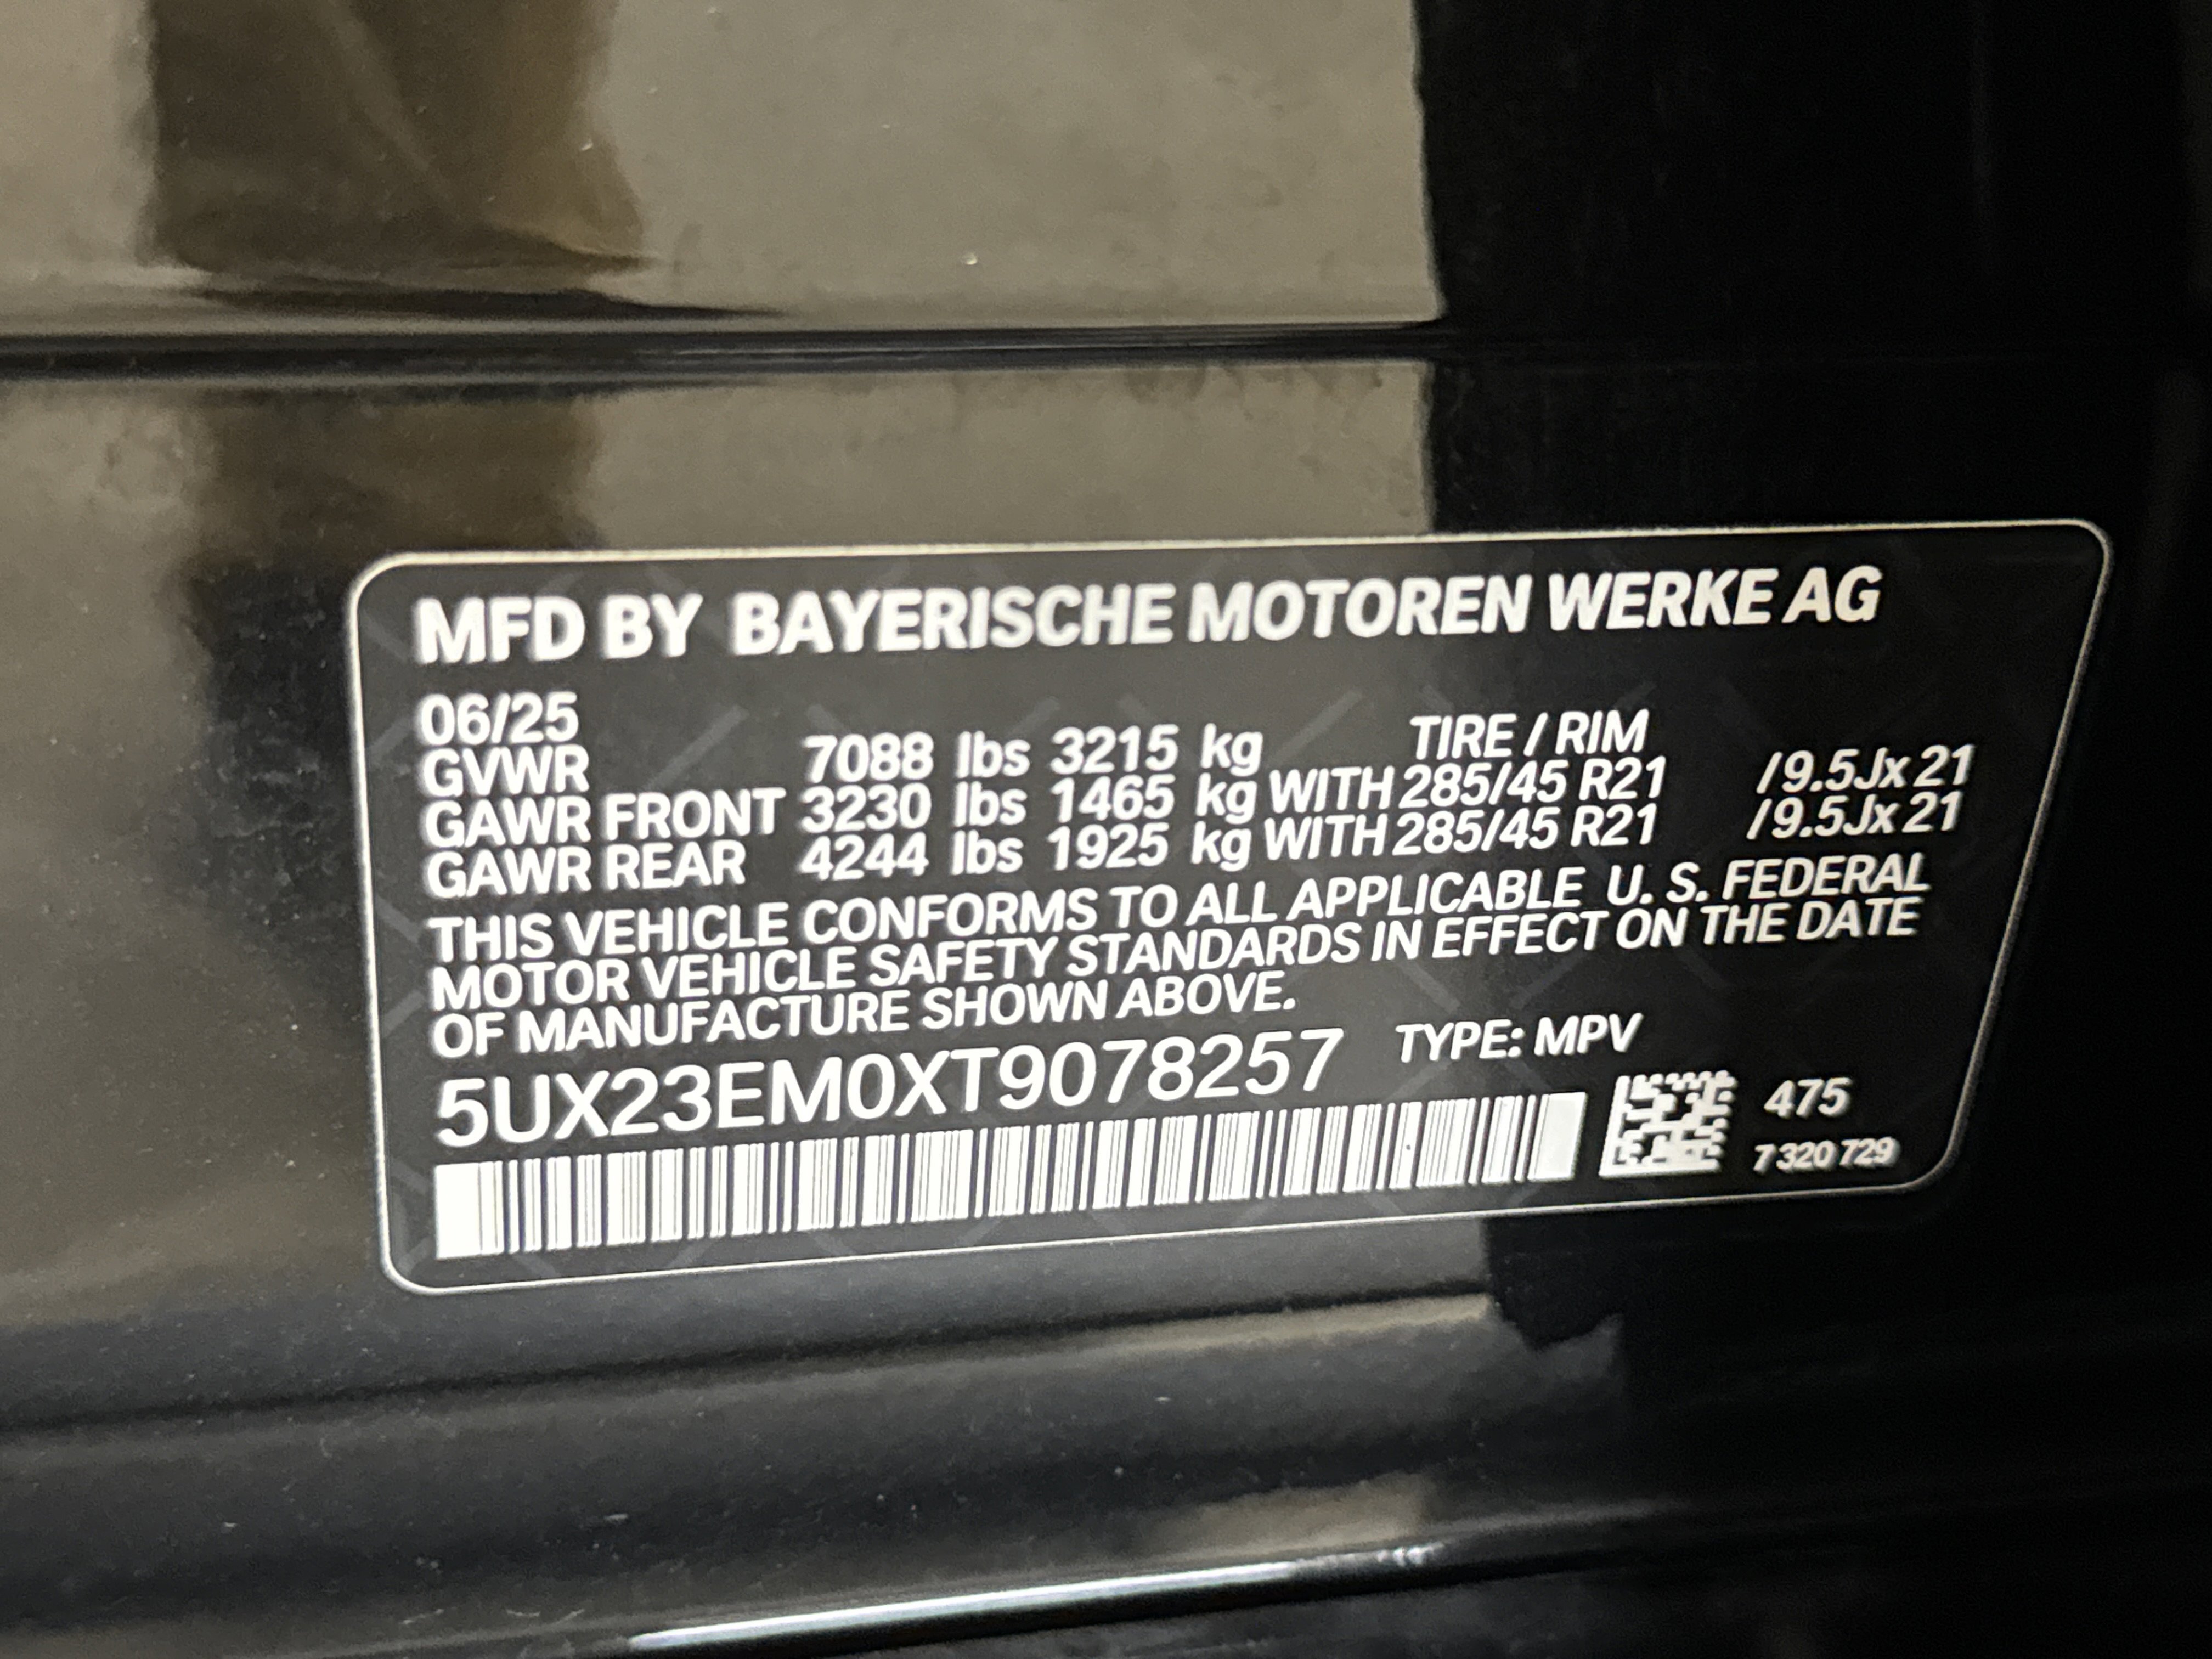 MFD BY BAYERISCHE MOTOREN WERKE AG
06/25
GVWR 7088 lbs 3215 kg TIRE / RIM
GAWR FRONT 3230 lbs 1465 kg WITH 285/45 R21 /9.5Jx 21
GAWR REAR 4244 lbs 1925 kg WITH 285/45 R21 /9.5Jx 21
THIS VEHICLE CONFORMS TO ALL APPLICABLE U. S. FEDERAL
MOTOR VEHICLE SAFETY STANDARDS IN EFFECT ON THE DATE
OF MANUFACTURE SHOWN ABOVE.
5UX23EM0XT9078257 TYPE: MPV
475
7 320 729